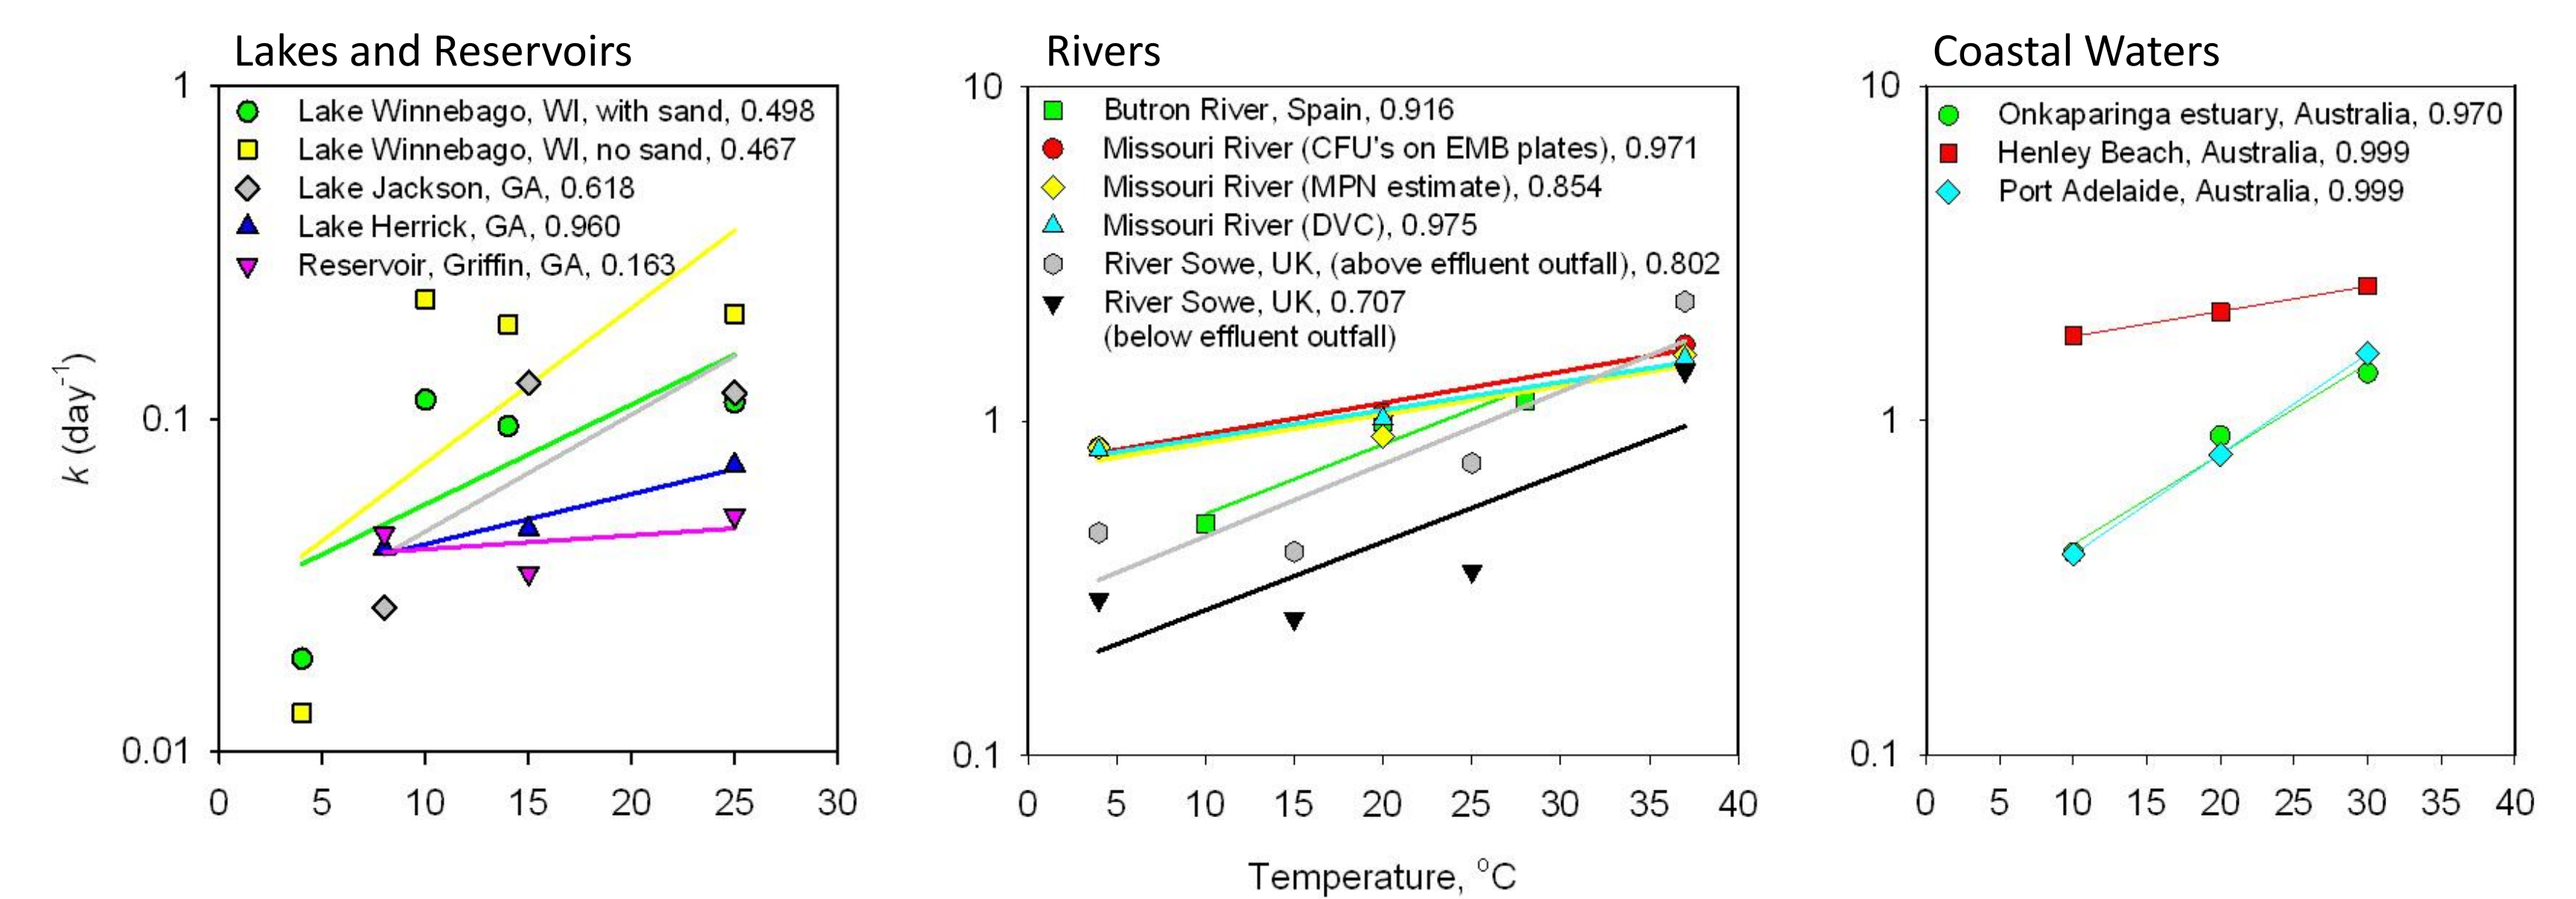 Lakes and Reservoirs
1
Lake Winnebago, WI, with sand, 0.498
Lake Winnebago, WI, no sand, 0.467
Lake Jackson, GA, 0.618
Lake Herrick, GA, 0.960
Reservoir, Griffin, GA, 0.163
k (day⁻¹)
0.1
0.01
0 5 10 15 20 25 30
Rivers
10
Butron River, Spain, 0.916
Missouri River (CFU's on EMB plates), 0.971
Missouri River (MPN estimate), 0.854
Missouri River (DVC), 0.975
River Sowe, UK, (above effluent outfall), 0.802
River Sowe, UK, 0.707
(below effluent outfall)
1
0.1
0 5 10 15 20 25 30 35 40
Temperature, °C
Coastal Waters
10
Onkaparinga estuary, Australia, 0.970
Henley Beach, Australia, 0.999
Port Adelaide, Australia, 0.999
1
0.1
0 5 10 15 20 25 30 35 40